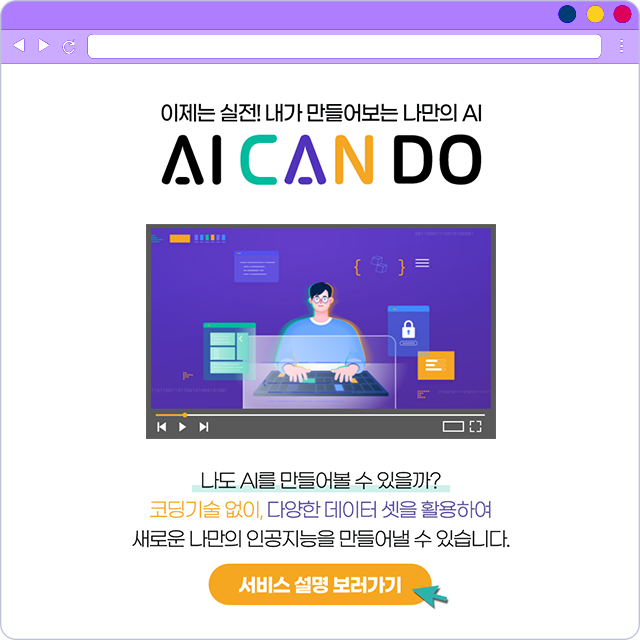 이제는 실전! 내가 만들어보는 나만의 AI
AI CAN DO
나도 AI를 만들어볼 수 있을까?
코딩기술 없이, 다양한 데이터 셋을 활용하여
새로운 나만의 인공지능을 만들어낼 수 있습니다.
서비스 설명 보러가기